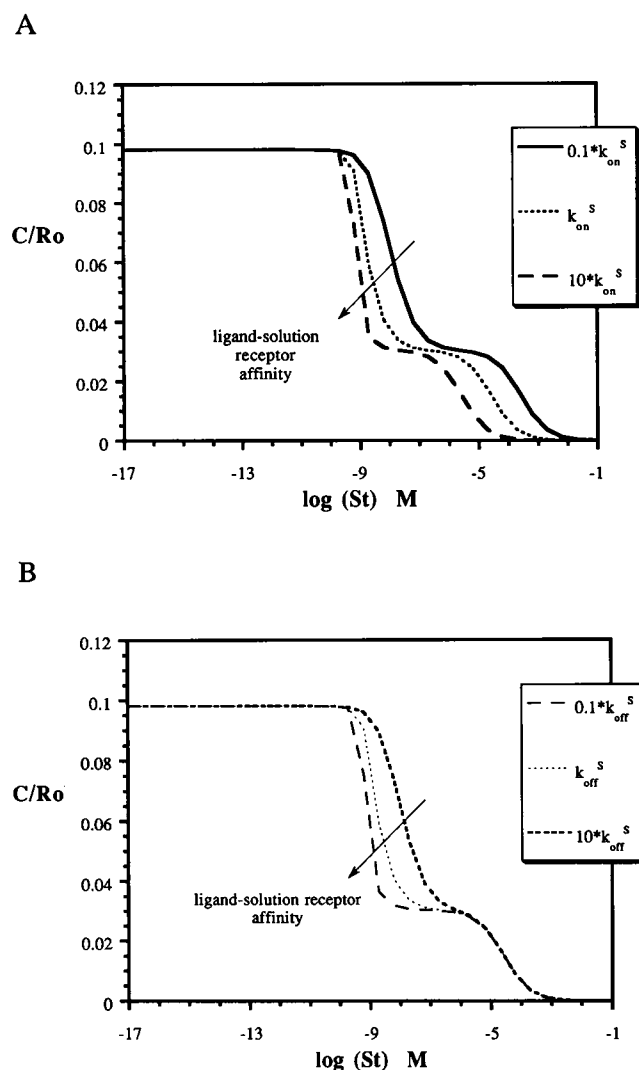 A
0.12
0.1
0.08
0.06
0.04
0.02
0
C/Ro
-17
-13
-9
-5
-1
log (St) M
ligand-solution
receptor
affinity
0.1*k_on^S
k_on^S
10*k_on^S
B
0.12
0.1
0.08
0.06
0.04
0.02
0
C/Ro
-17
-13
-9
-5
-1
log (St) M
ligand-solution receptor
affinity
0.1*k_off^S
k_off^S
10*k_off^S